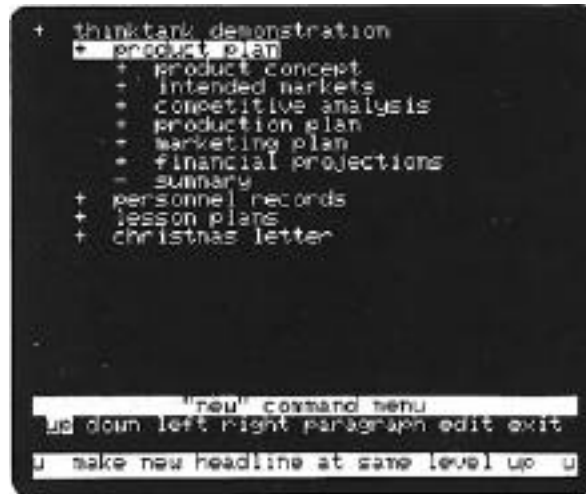 + thinktank demonstration
+ product plan
+ product concept
+ intended markets
+ competitive analysis
+ production plan
+ marketing plan
+ financial projections
- summary
+ personnel records
+ lesson plans
+ christmas letter
"new" command menu
up down left right paragraph edit exit
u make new headline at same level up u